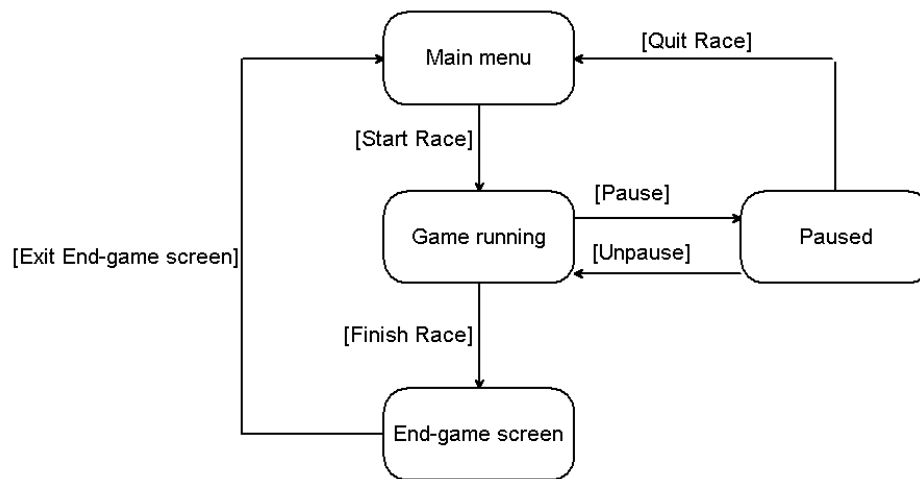 Main menu
[Quit Race]
[Start Race]
[Pause]
Game running
Paused
[Unpause]
[Exit End-game screen]
[Finish Race]
End-game screen